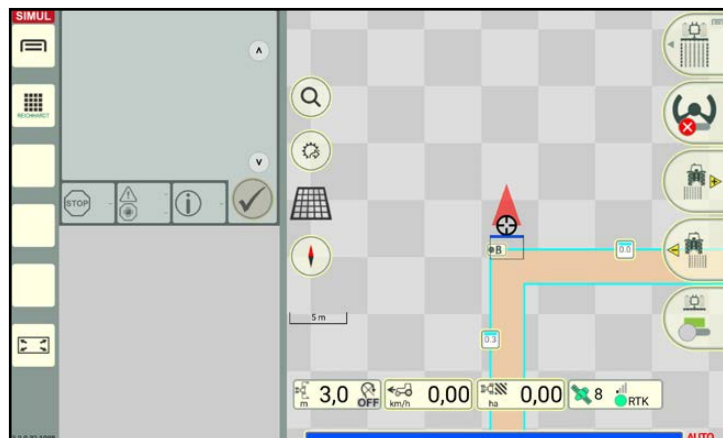 SIMUL
REICHHARDT
STOP
B
0.0
5 m
0.3
m 3,0 OFF
km/h 0,00
ha 0,00
8 RTK
AUTO